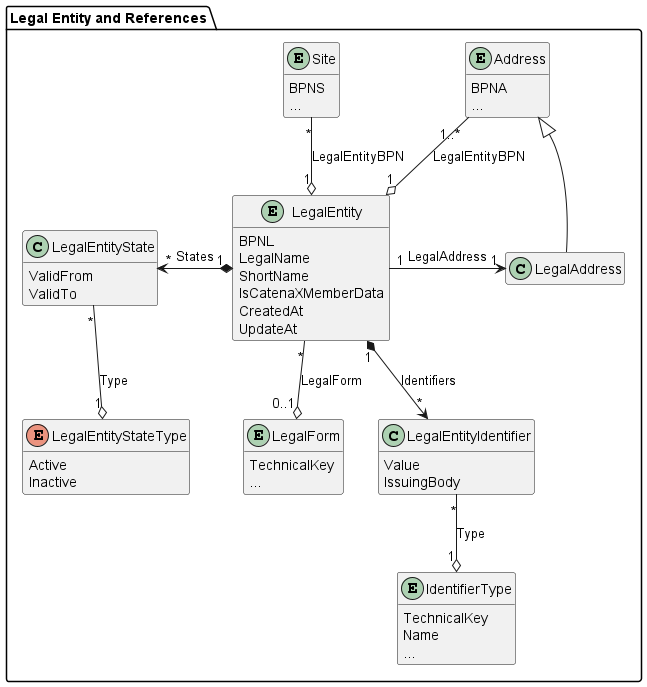 Legal Entity and References
E Site
BPNS
...
E Address
BPNA
...
*
LegalEntityBPN
1
1..*
LegalEntityBPN
1
E LegalEntity
BPNL
LegalName
ShortName
IsCatenaXMemberData
CreatedAt
UpdateAt
C LegalEntityState
ValidFrom
ValidTo
* States 1
1 LegalAddress 1
C LegalAddress
*
Type
1
*
LegalForm
0..1
1
Identifiers
*
E LegalEntityStateType
Active
Inactive
E LegalForm
TechnicalKey
...
C LegalEntityIdentifier
Value
IssuingBody
*
Type
1
E IdentifierType
TechnicalKey
Name
...